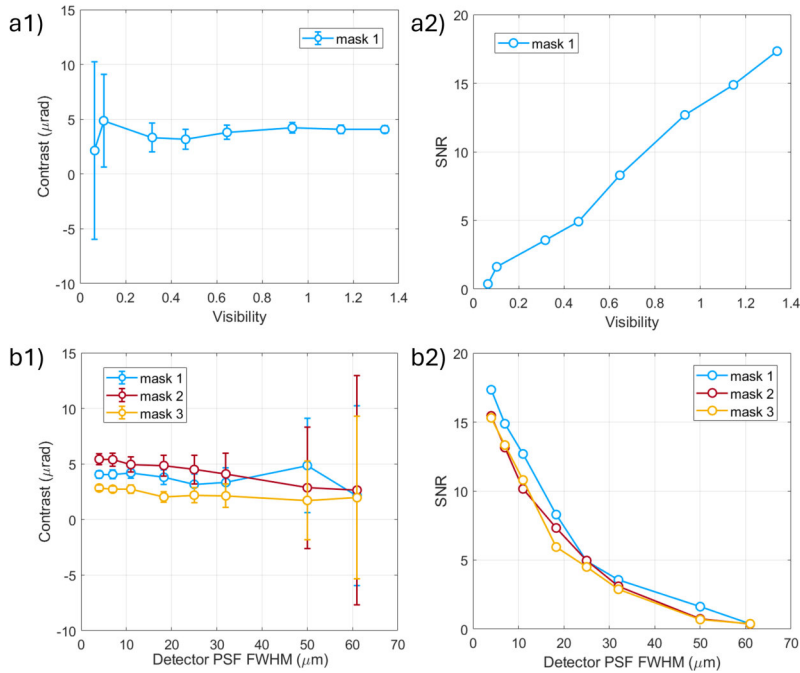 a1)
15
10
5
0
-5
-10
Contrast (μrad)
mask 1
0 0.2 0.4 0.6 0.8 1 1.2 1.4
Visibility
a2)
20
15
10
5
0
SNR
mask 1
0 0.2 0.4 0.6 0.8 1 1.2 1.4
Visibility
b1)
15
10
5
0
-5
-10
Contrast (μrad)
mask 1
mask 2
mask 3
0 10 20 30 40 50 60 70
Detector PSF FWHM (μm)
b2)
20
15
10
5
0
SNR
mask 1
mask 2
mask 3
0 10 20 30 40 50 60 70
Detector PSF FWHM (μm)